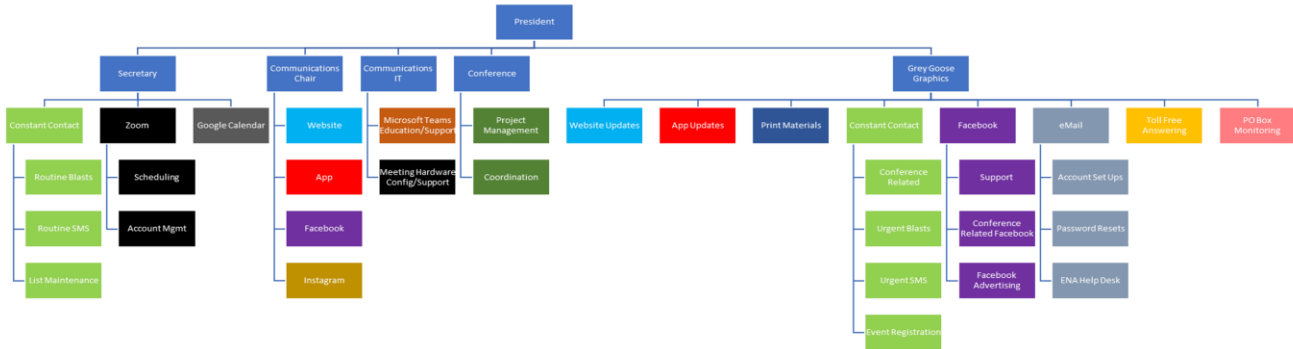 President
Secretary
Communications
Chair
Communications
IT
Conference
Grey Goose
Graphics
Constant Contact
Zoom
Google Calendar
Website
Microsoft Teams
Education/Support
Project
Management
Website Updates
App Updates
Print Materials
Constant Contact
Facebook
eMail
Toll Free
Answering
PO Box
Monitoring
Routine Blasts
Scheduling
App
Meeting Hardware
Config/Support
Coordination
Conference
Related
Support
Account Set Ups
Routine SMS
Account Mgmt
Facebook
Urgent Blasts
Conference
Related Facebook
Password Resets
List Maintenance
Instagram
Urgent SMS
Facebook
Advertising
ENA Help Desk
Event Registration